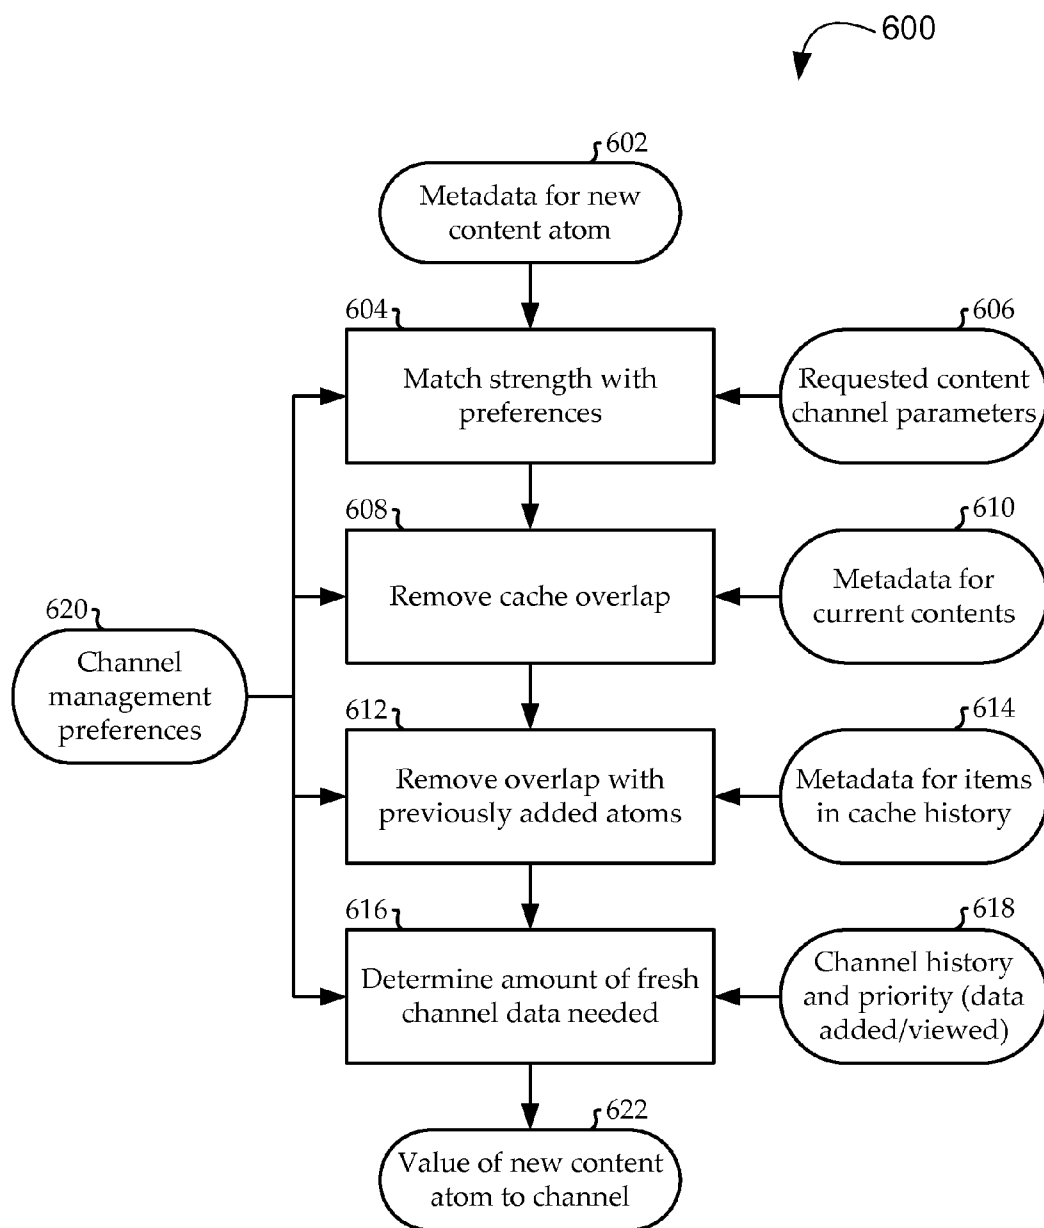 600
602
Metadata for new
content atom
604
Match strength with
preferences
606
Requested content
channel parameters
608
Remove cache overlap
610
Metadata for
current contents
620
Channel
management
preferences
612
Remove overlap with
previously added atoms
614
Metadata for items
in cache history
616
Determine amount of fresh
channel data needed
618
Channel history
and priority (data
added/viewed)
622
Value of new content
atom to channel